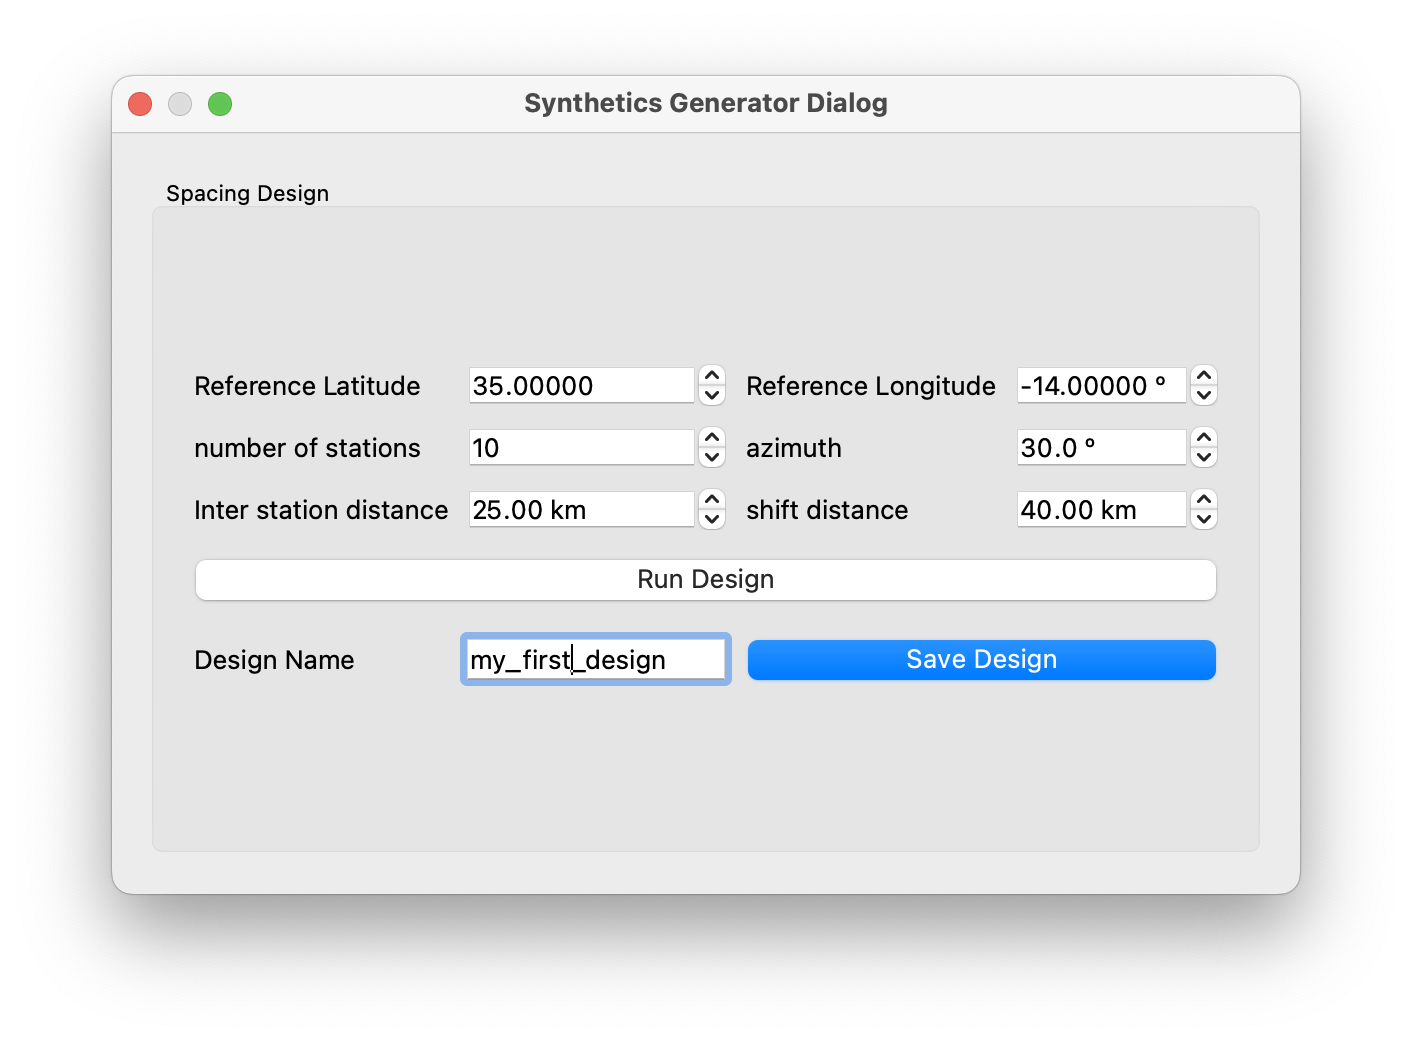 Synthetics Generator Dialog
Spacing Design
Reference Latitude 35.00000 Reference Longitude -14.00000 º
number of stations 10 azimuth 30.0 º
Inter station distance 25.00 km shift distance 40.00 km
Run Design
Design Name my_first_design Save Design